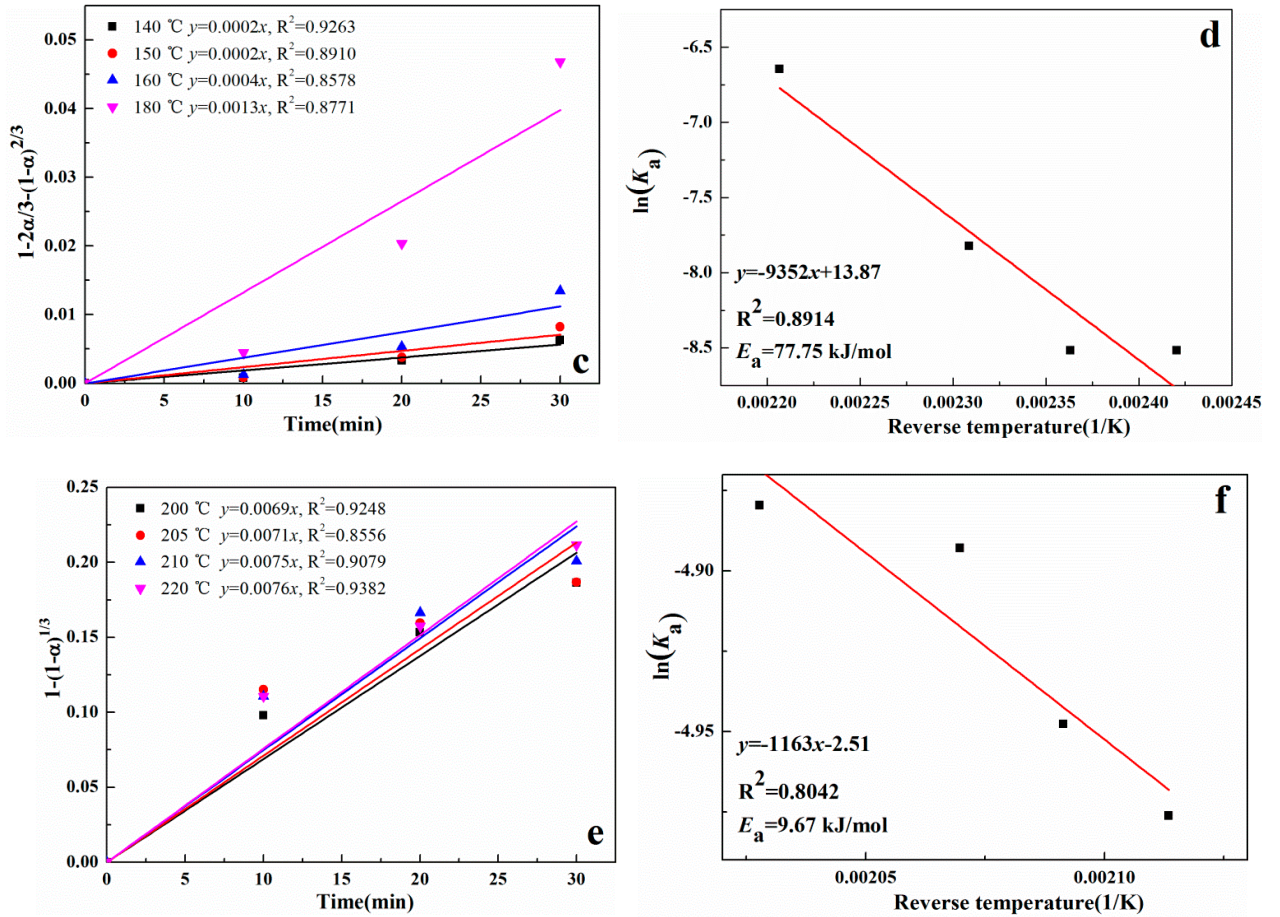 140 ℃ y=0.0002x, R²=0.9263
150 ℃ y=0.0002x, R²=0.8910
160 ℃ y=0.0004x, R²=0.8578
180 ℃ y=0.0013x, R²=0.8771
0.05
0.04
0.03
0.02
0.01
0.00
1-2α/3-(1-α)^2/3
0 5 10 15 20 25 30
Time(min)
c
d
-6.5
-7.0
-7.5
-8.0
-8.5
ln(Kₐ)
y=-9352x+13.87
R²=0.8914
Eₐ=77.75 kJ/mol
0.00220 0.00225 0.00230 0.00235 0.00240 0.00245
Reverse temperature(1/K)
200 ℃ y=0.0069x, R²=0.9248
205 ℃ y=0.0071x, R²=0.8556
210 ℃ y=0.0075x, R²=0.9079
220 ℃ y=0.0076x, R²=0.9382
0.25
0.20
0.15
0.10
0.05
0.00
1-(1-α)^1/3
0 5 10 15 20 25 30
Time(min)
e
f
-4.90
-4.95
ln(Kₐ)
y=-1163x-2.51
R²=0.8042
Eₐ=9.67 kJ/mol
0.00205 0.00210
Reverse temperature(1/K)